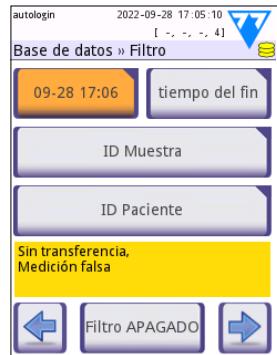 autologin 2022-09-28 17:05:10
[ -, -, -, 4]
Base de datos » Filtro
09-28 17:06 tiempo del fin
ID Muestra
ID Paciente
Sin transferencia,
Medición falsa
Filtro APAGADO